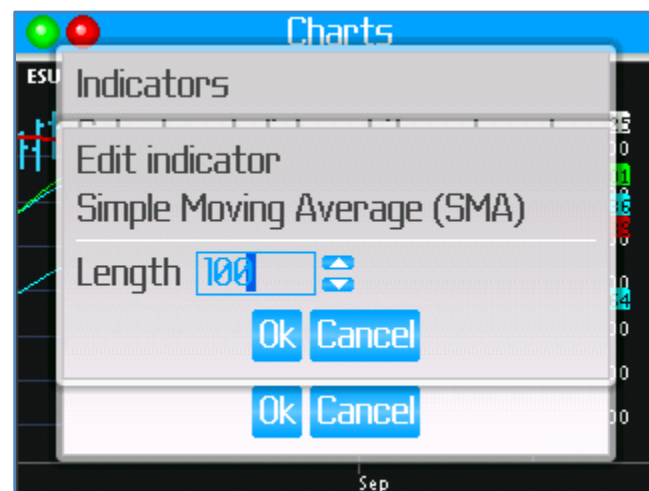 Charts
ESU
Indicators
Edit indicator
Simple Moving Average (SMA)
Length 100
Ok Cancel
Ok Cancel
Sep